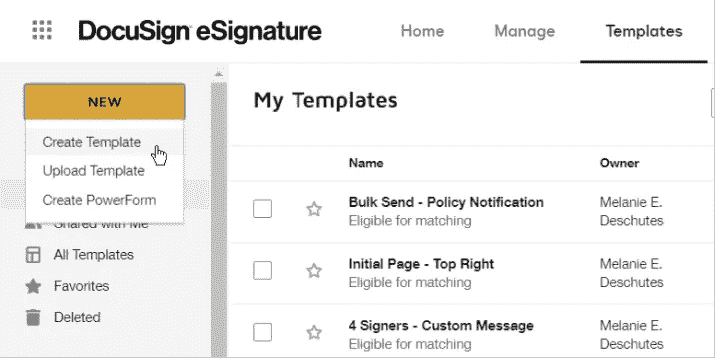 DocuSign eSignature
Home
Manage
Templates
NEW
Create Template
Upload Template
Create PowerForm
Shared with Me
All Templates
Favorites
Deleted
My Templates
Name
Owner
Bulk Send - Policy Notification
Eligible for matching
Melanie E.
Deschutes
Initial Page - Top Right
Eligible for matching
Melanie E.
Deschutes
4 Signers - Custom Message
Eligible for matching
Melanie E.
Deschutes